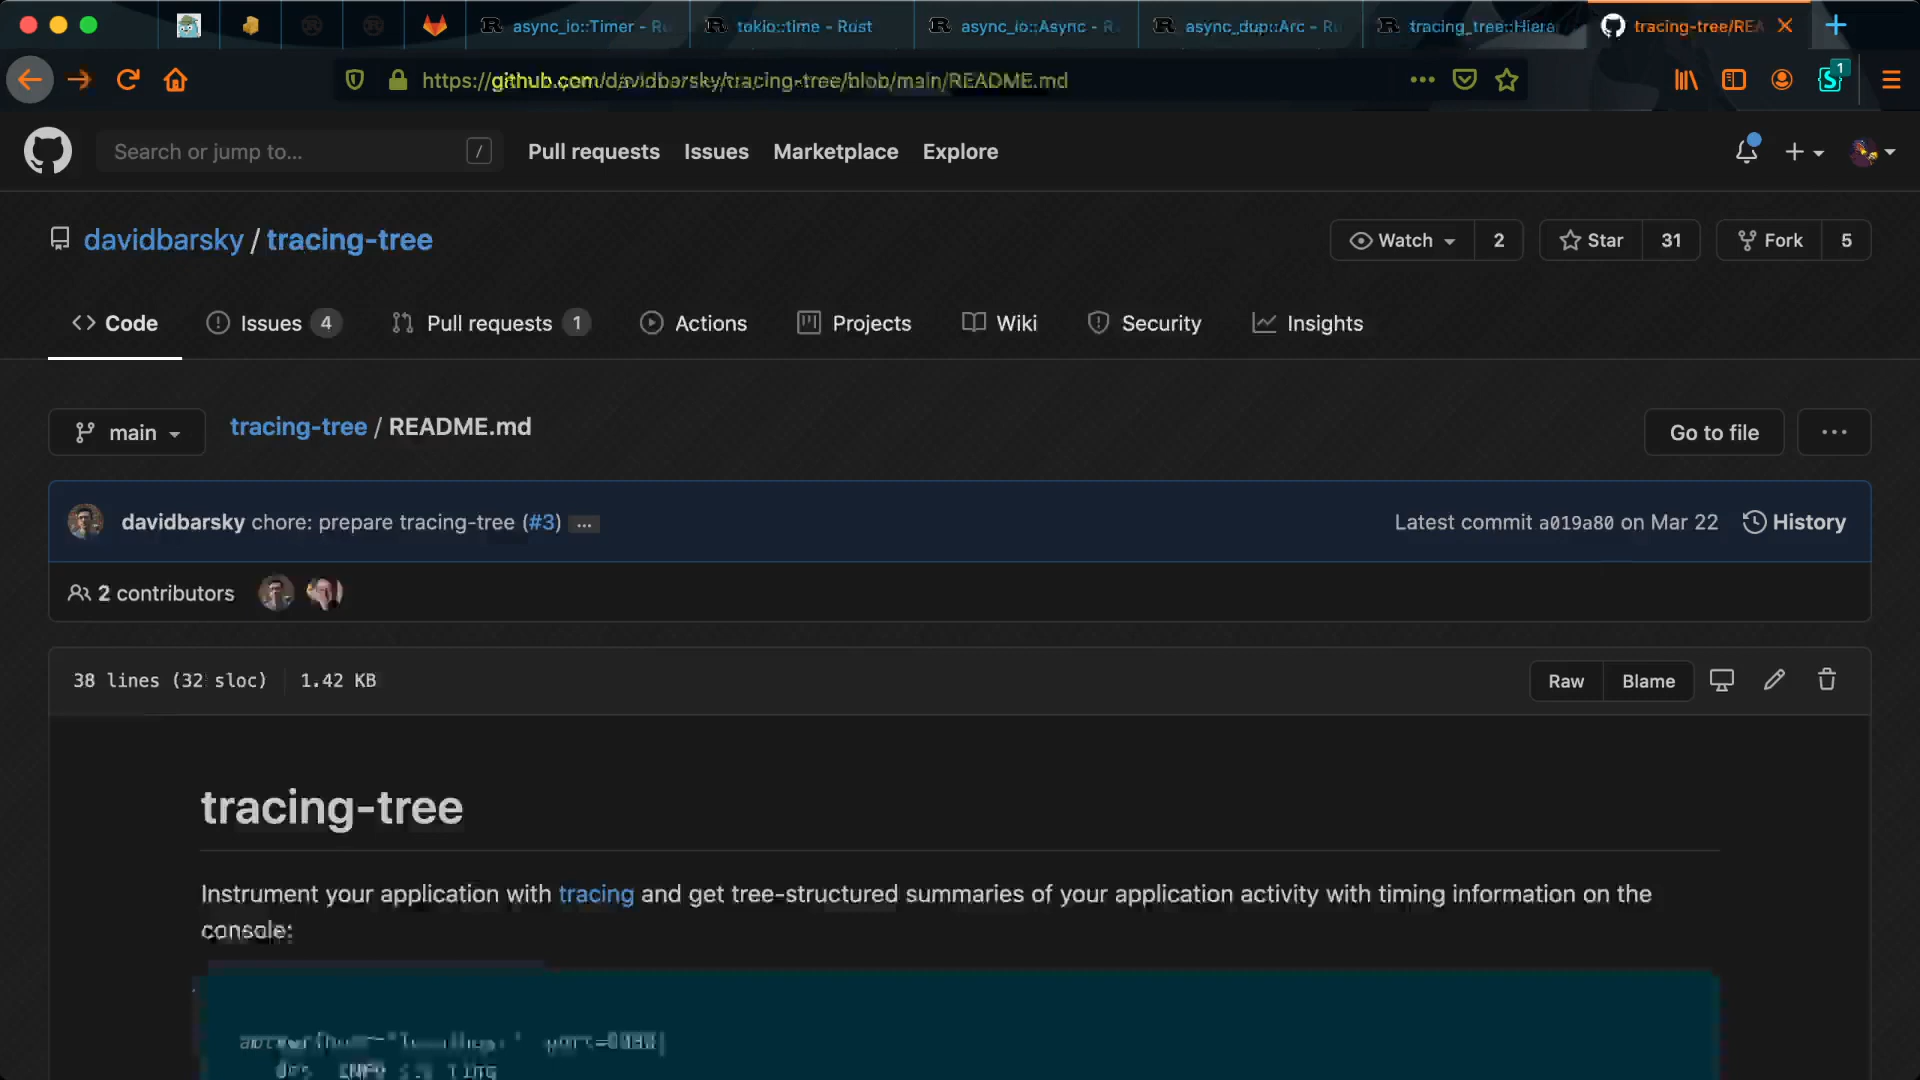 async_io::Timer - Ru
tokio::time - Rust
async_io::Async - R
async_dup::Arc - Ru
tracing_tree::Hiera
tracing-tree/REA
https://github.com/davidbarsky/tracing-tree/blob/main/README.md
1
Search or jump to...
/
Pull requests
Issues
Marketplace
Explore
davidbarsky / tracing-tree
Watch
2
Star
31
Fork
5
Code
Issues
4
Pull requests
1
Actions
Projects
Wiki
Security
Insights
main
tracing-tree / README.md
Go to file
davidbarsky chore: prepare tracing-tree (#3) ...
Latest commit a019a80 on Mar 22
History
2 contributors
38 lines (32 sloc)
1.42 KB
Raw
Blame
tracing-tree
Instrument your application with tracing and get tree-structured summaries of your application activity with timing information on the
console: